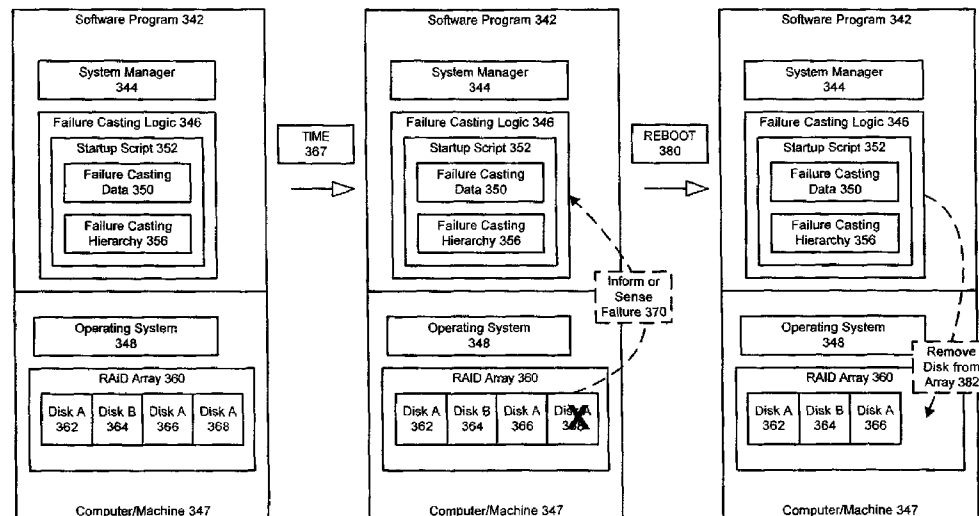 Software Program 342
System Manager
344
Failure Casting Logic 346
Startup Script 352
Failure Casting
Data 350
Failure Casting
Hierarchy 356
Operating System
348
RAID Array 360
Disk A
362
Disk B
364
Disk A
366
Disk A
368
Computer/Machine 347
TIME
367
Software Program 342
System Manager
344
Failure Casting Logic 346
Startup Script 352
Failure Casting
Data 350
Failure Casting
Hierarchy 356
Inform or
Sense
Failure 370
Operating System
348
RAID Array 360
Disk A
362
Disk B
364
Disk A
366
Disk A
368
X
Computer/Machine 347
REBOOT
380
Software Program 342
System Manager
344
Failure Casting Logic 346
Startup Script 352
Failure Casting
Data 350
Failure Casting
Hierarchy 356
Operating System
348
Remove
Disk from
Array 382
RAID Array 360
Disk A
362
Disk B
364
Disk A
366
Computer/Machine 347